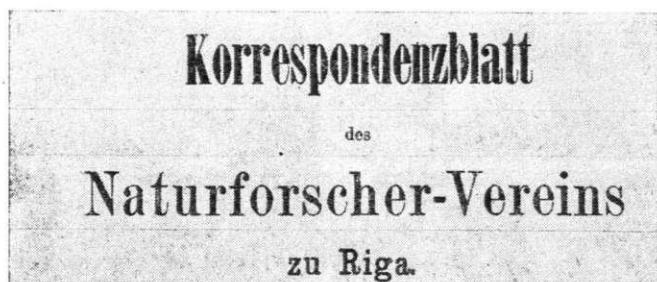 Korrespondenzblatt
des
Naturforscher-Vereins
zu Riga.